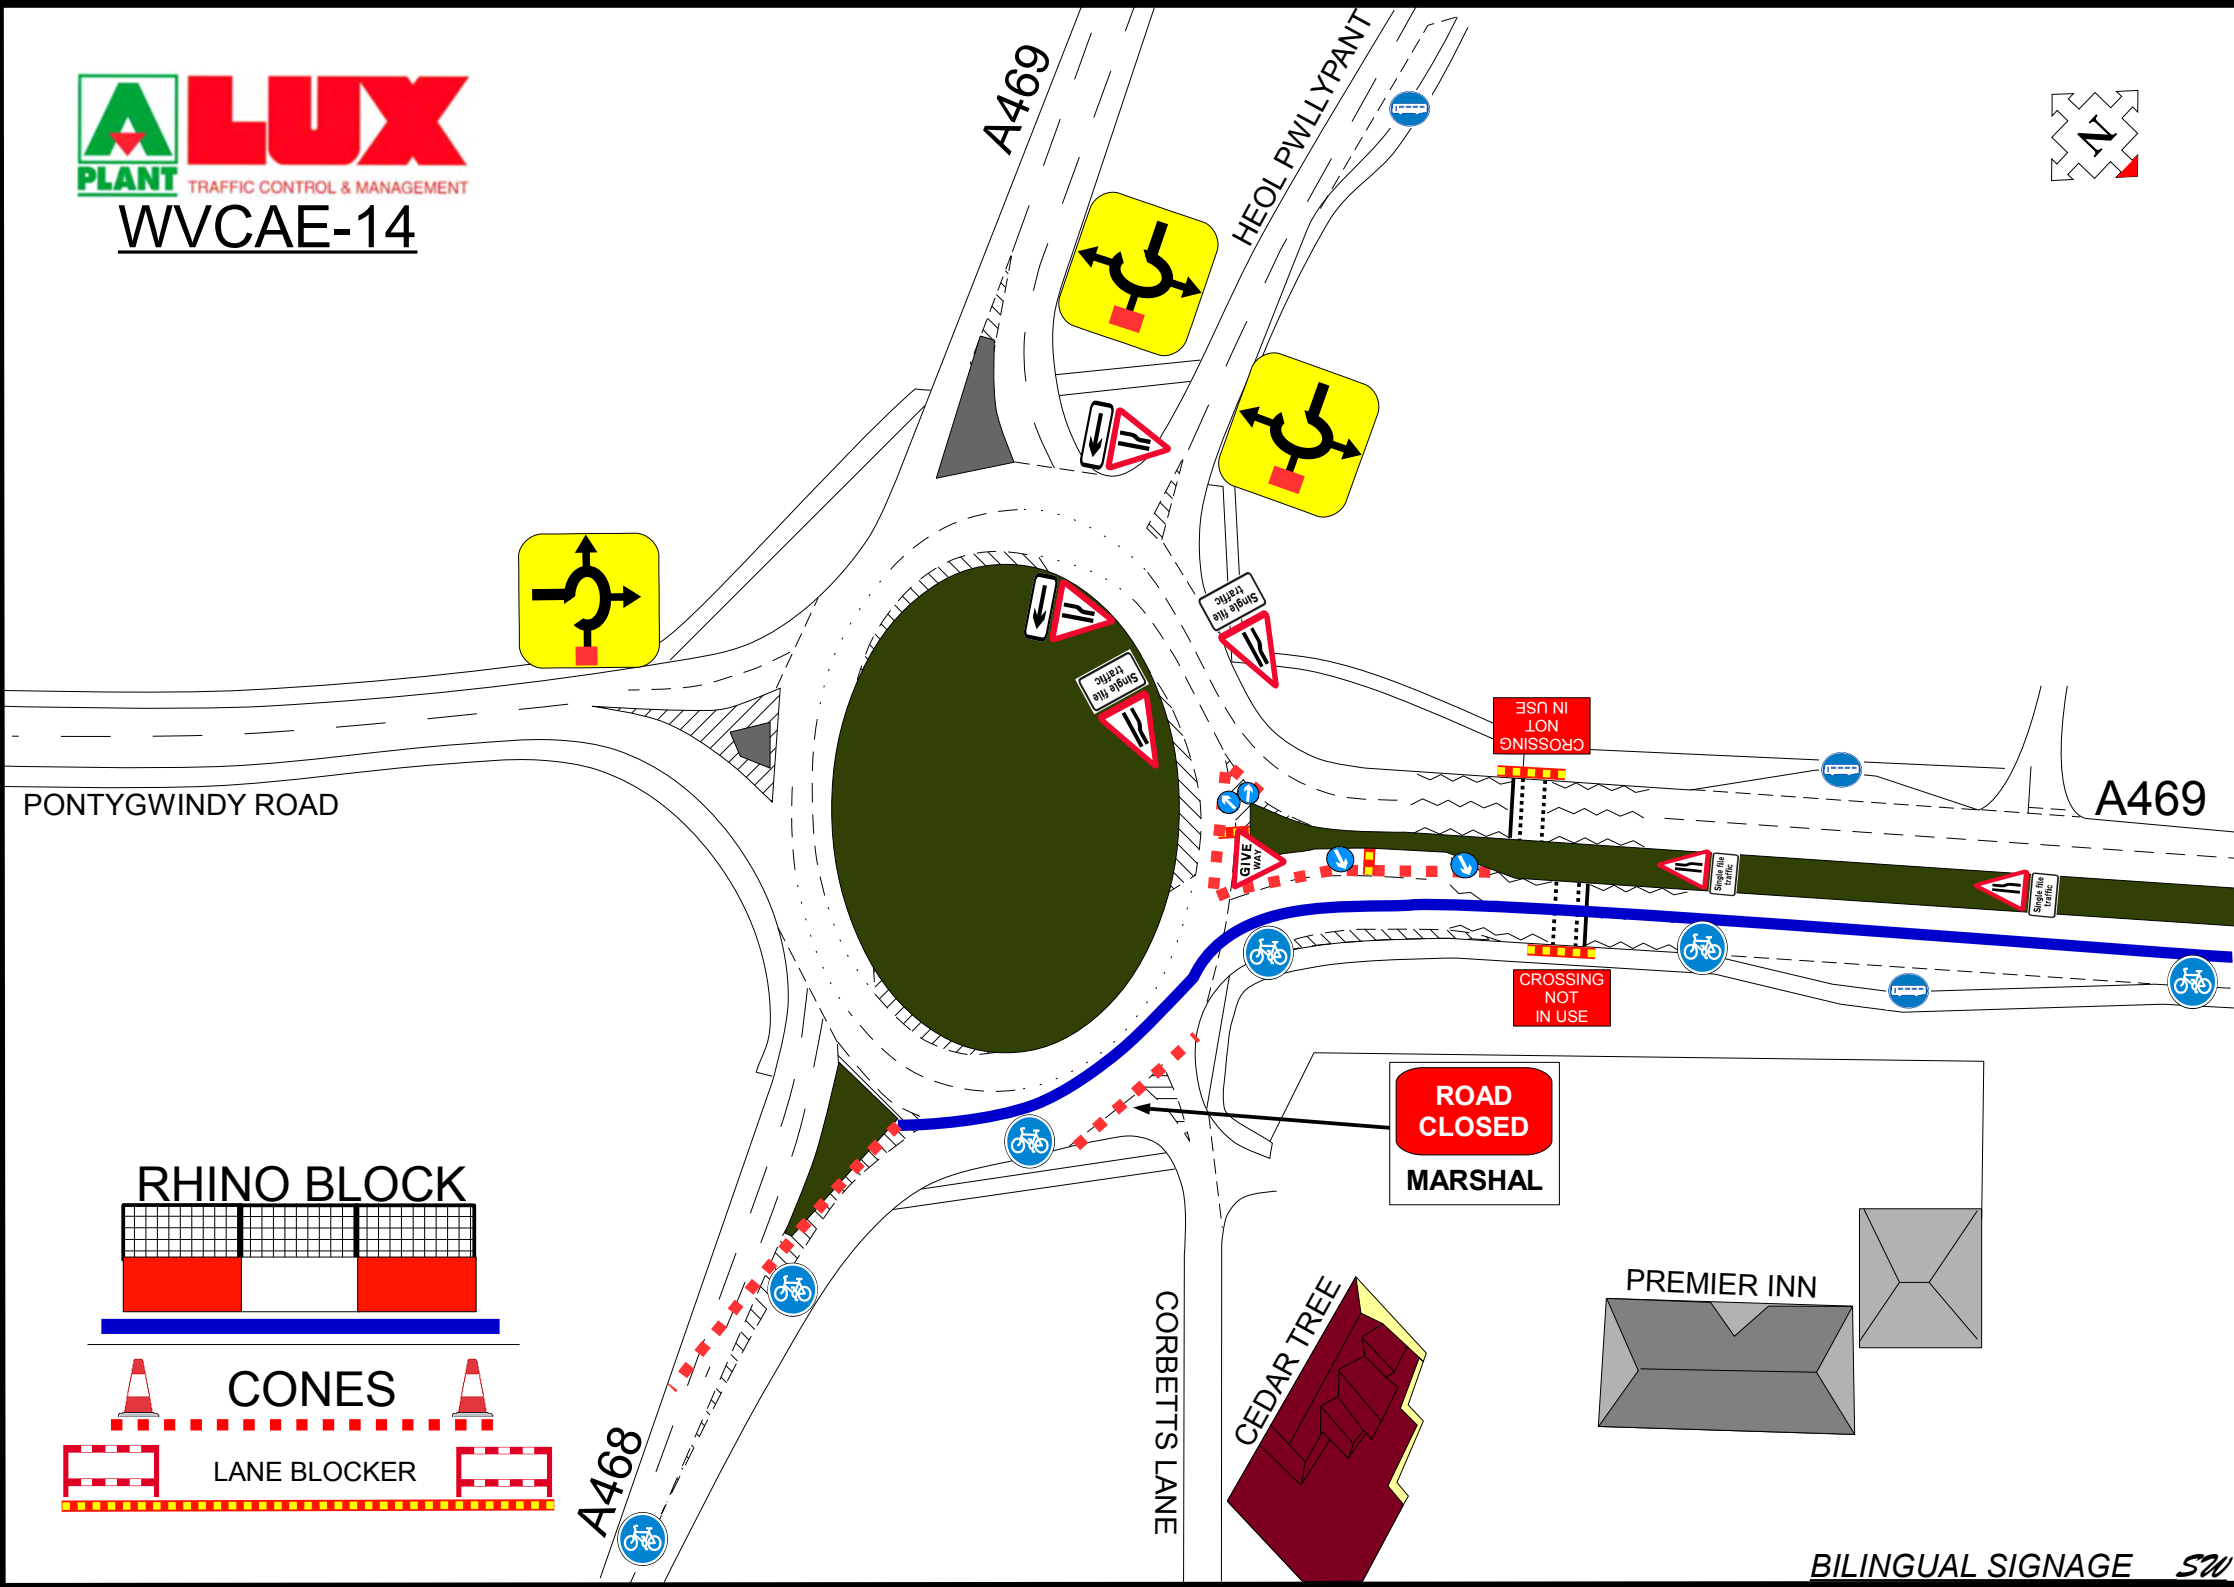 A LUX
PLANT
TRAFFIC CONTROL & MANAGEMENT
WVCAE-14
A469
HEOL PWLLYPANT
N
Single file
traffic
Single file
traffic
PONTYGWINDY ROAD
CROSSING
NOT
IN USE
A469
GIVE
WAY
Single file
traffic
Single file
traffic
CROSSING
NOT
IN USE
ROAD
CLOSED
MARSHAL
RHINO BLOCK
CONES
LANE BLOCKER
A468
CORBETTS LANE
CEDAR TREE
PREMIER INN
BILINGUAL SIGNAGE SW